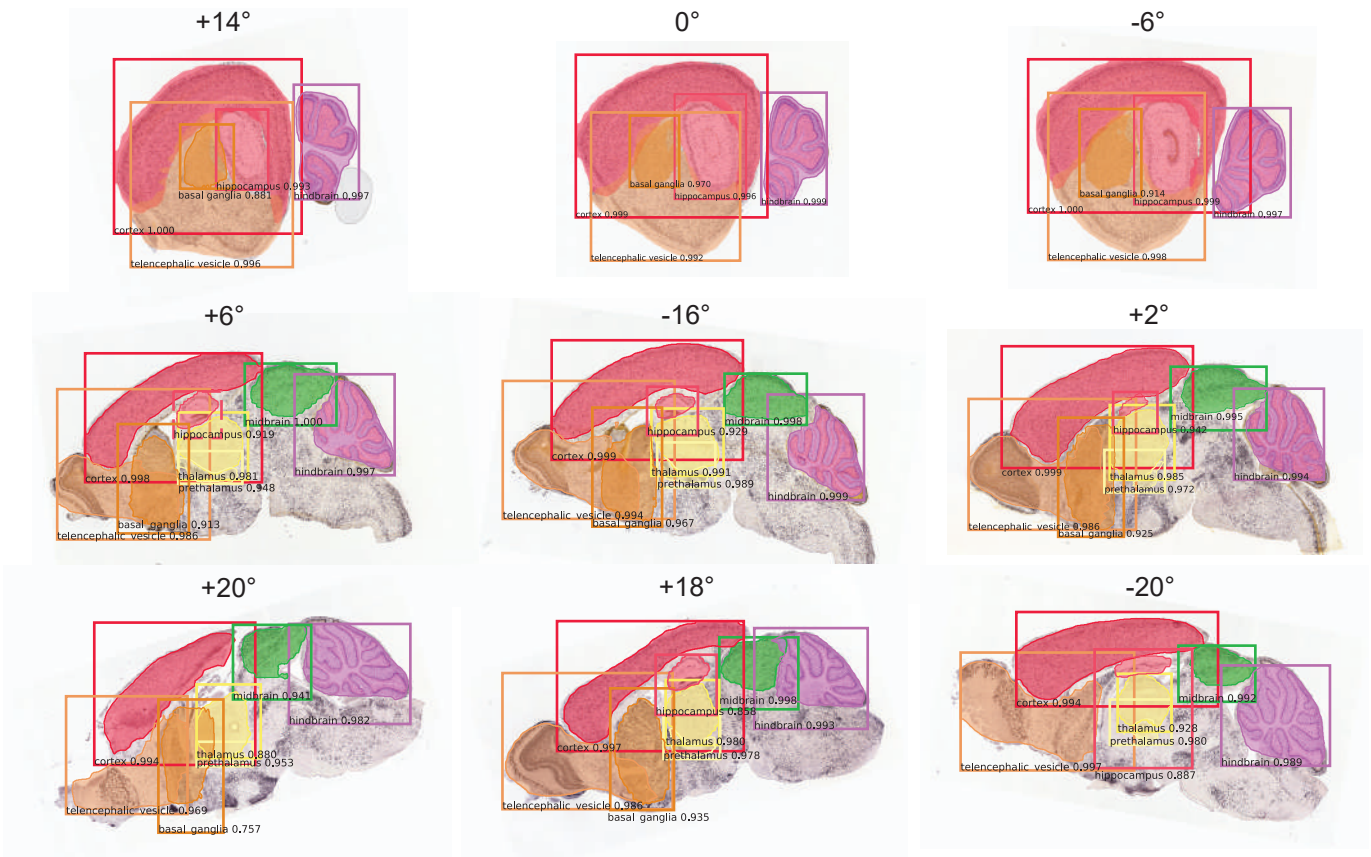 +14°
0°
-6°
hippocampus 0.993
basal ganglia 0.881
hindbrain 0.997
cortex 1.000
telencephalic vesicle 0.996
basal ganglia 0.970
hippocampus 0.996
hindbrain 0.999
cortex 0.999
telencephalic vesicle 0.992
basal ganglia 0.914
hippocampus 0.999
cortex 1.000
hindbrain 0.997
telencephalic vesicle 0.998
+6°
-16°
+2°
midbrain 1.000
hippocampus 0.919
hindbrain 0.997
cortex 0.998
thalamus 0.981
prethalamus 0.948
basal ganglia 0.913
telencephalic vesicle 0.986
midbrain 0.998
hippocampus 0.929
cortex 0.999
thalamus 0.991
prethalamus 0.989
hindbrain 0.999
telencephalic vesicle 0.994
basal ganglia 0.967
midbrain 0.995
hippocampus 0.942
cortex 0.999
thalamus 0.985
hindbrain 0.994
prethalamus 0.972
telencephalic vesicle 0.986
basal ganglia 0.925
+20°
+18°
-20°
midbrain 0.941
hindbrain 0.982
thalamus 0.880
cortex 0.994
prethalamus 0.953
telencephalic vesicle 0.969
basal ganglia 0.757
midbrain 0.998
hippocampus 0.858
hindbrain 0.993
cortex 0.997
thalamus 0.980
prethalamus 0.978
telencephalic vesicle 0.986
basal ganglia 0.935
midbrain 0.992
cortex 0.994
thalamus 0.928
prethalamus 0.980
hindbrain 0.989
telencephalic vesicle 0.997
hippocampus 0.887